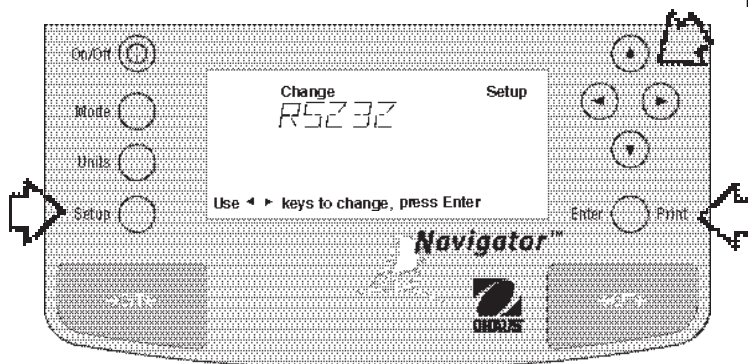 On/Off
Change Setup
RS232
Mode
Units
Use ◄ ► keys to change, press Enter
Setup
Enter Print
Navigator™
OHAUS